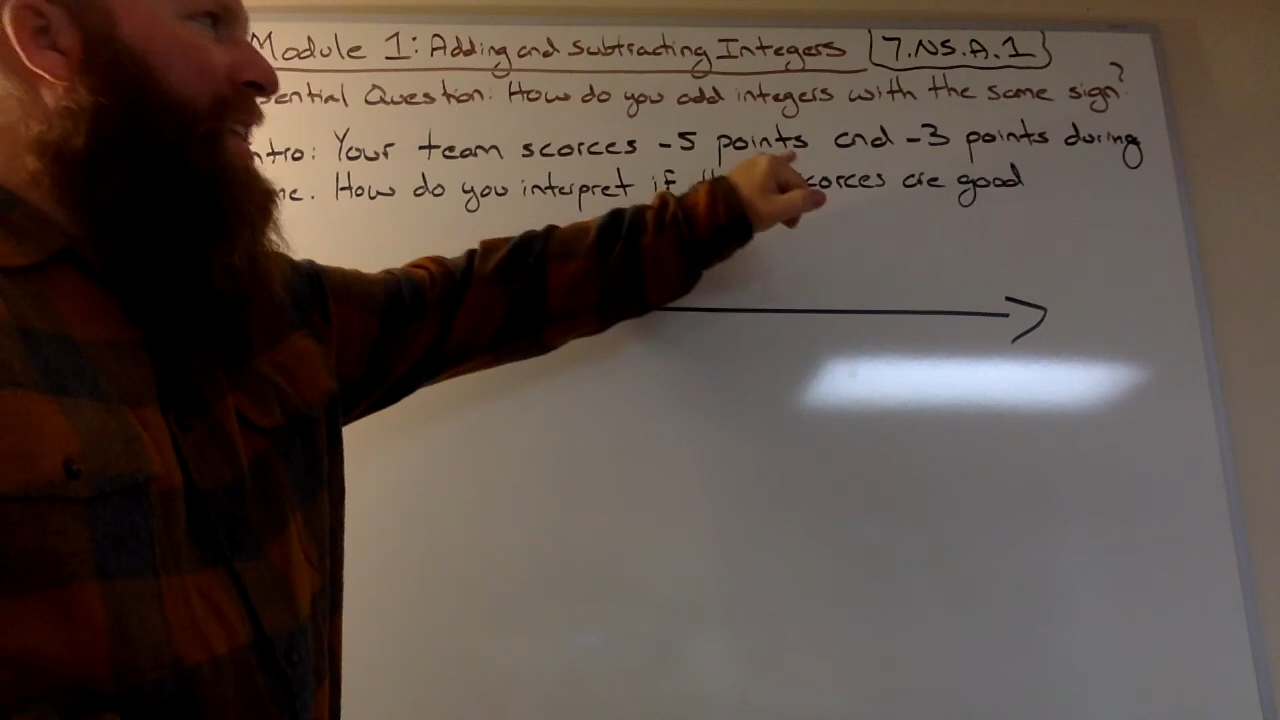 Module 1: Adding and Subtracting Integers [7.NS.A.1]
ential Question: How do you add integers with the same sign?
ntro: Your team scorces -5 points and -3 points during
me. How do you interpret if corces are good